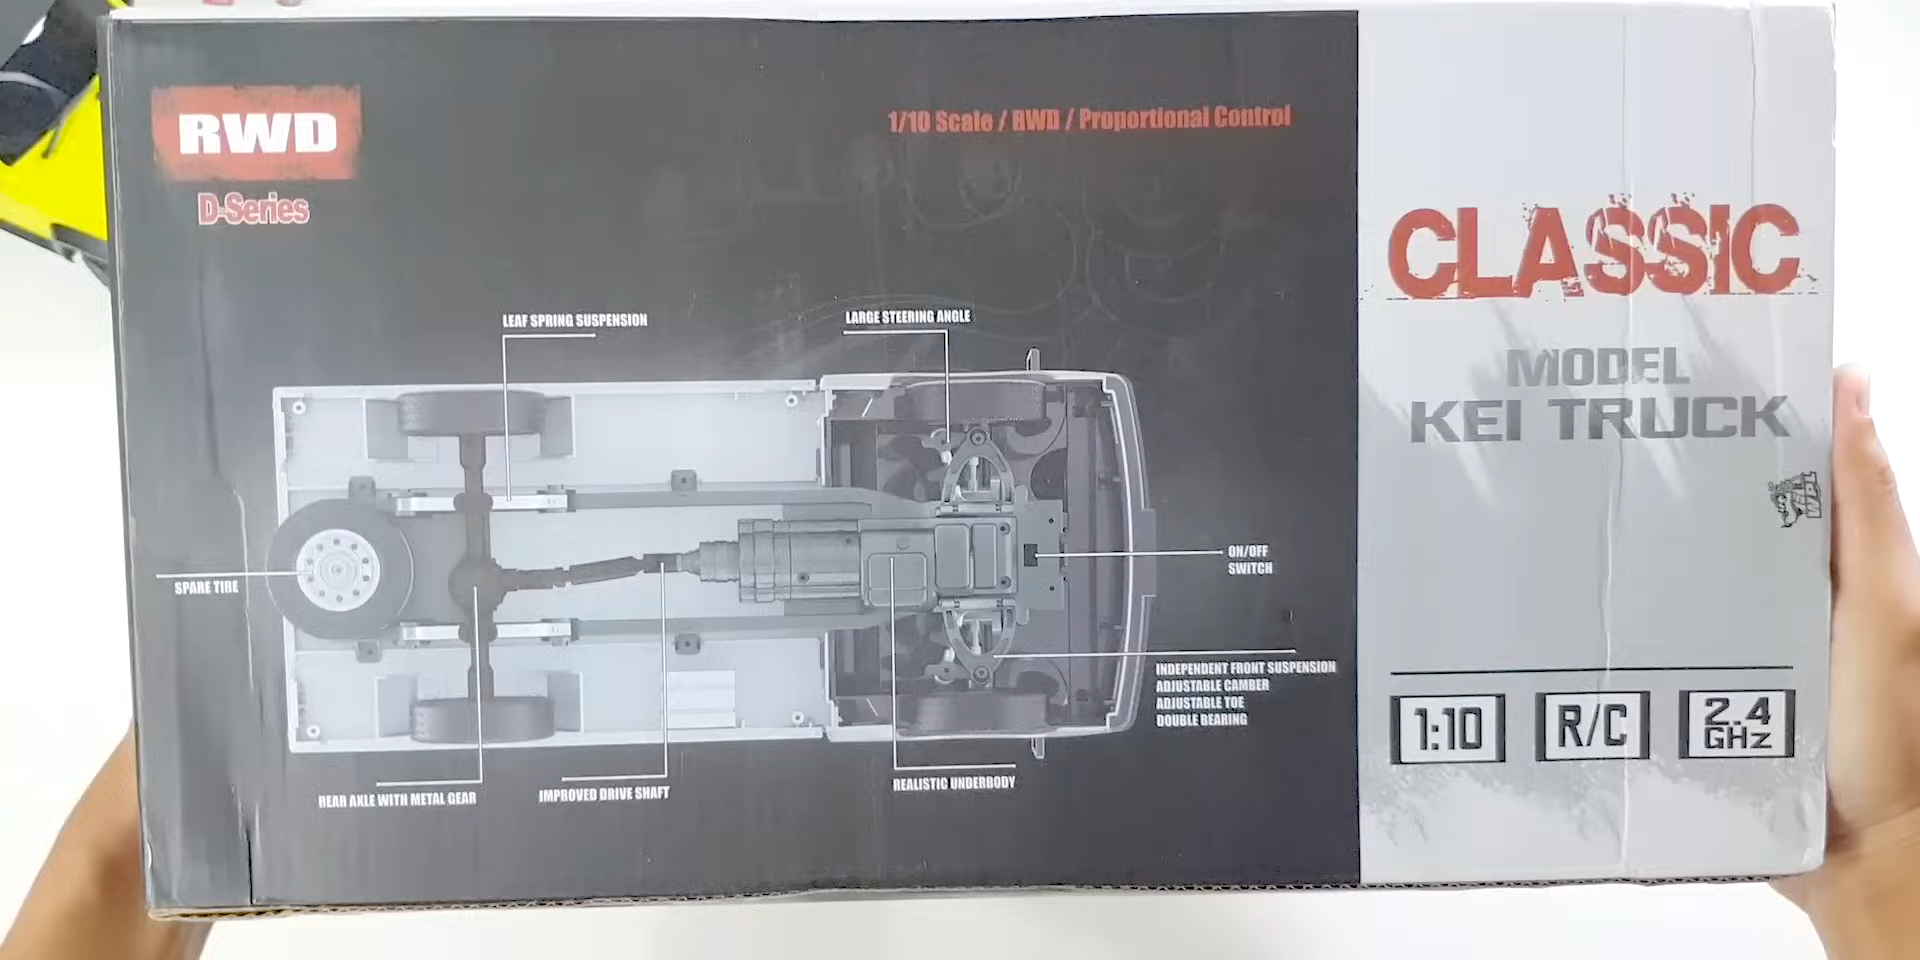 RWD
D-Series
1/10 Scale / RWD / Proportional Control
LEAF SPRING SUSPENSION
LARGE STEERING ANGLE
SPARE TIRE
ON/OFF
SWITCH
INDEPENDENT FRONT SUSPENSION
ADJUSTABLE CAMBER
ADJUSTABLE TOE
DOUBLE BEARING
REAR AXLE WITH METAL GEAR
IMPROVED DRIVE SHAFT
REALISTIC UNDERBODY
CLASSIC
MODEL
KEI TRUCK
WPL
1:10
R/C
2.4
GHz